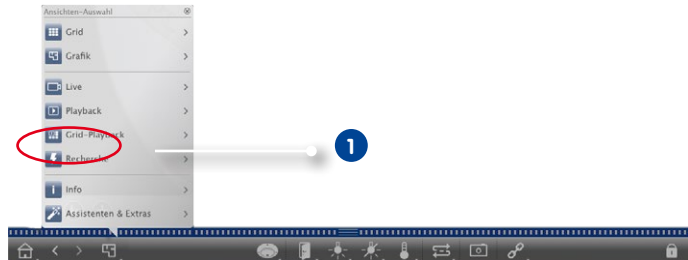 Ansichten-Auswahl
Grid
Grafik
Live
Playback
Grid-Playback
Recherche
Info
Assistenten & Extras
1